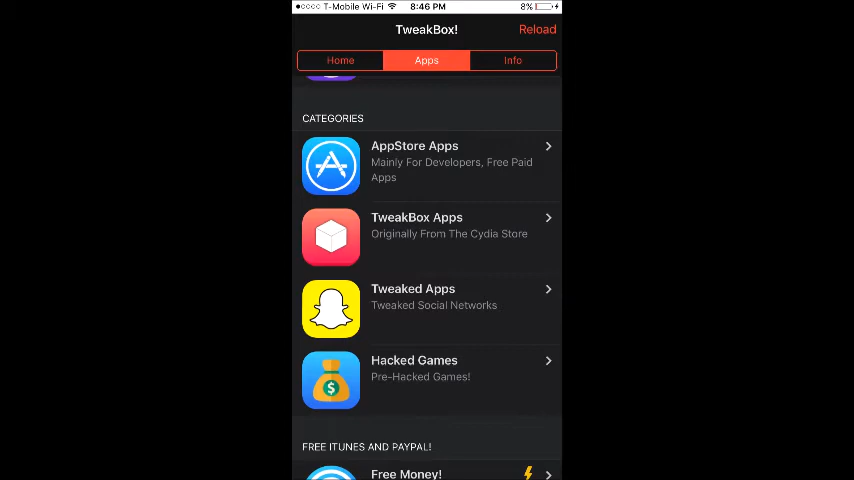 T-Mobile Wi-Fi 8:46 PM 8%
TweakBox! Reload
Home Apps Info
CATEGORIES
AppStore Apps
Mainly For Developers, Free Paid
Apps
TweakBox Apps
Originally From The Cydia Store
Tweaked Apps
Tweaked Social Networks
Hacked Games
Pre-Hacked Games!
FREE ITUNES AND PAYPAL!
Free Money!